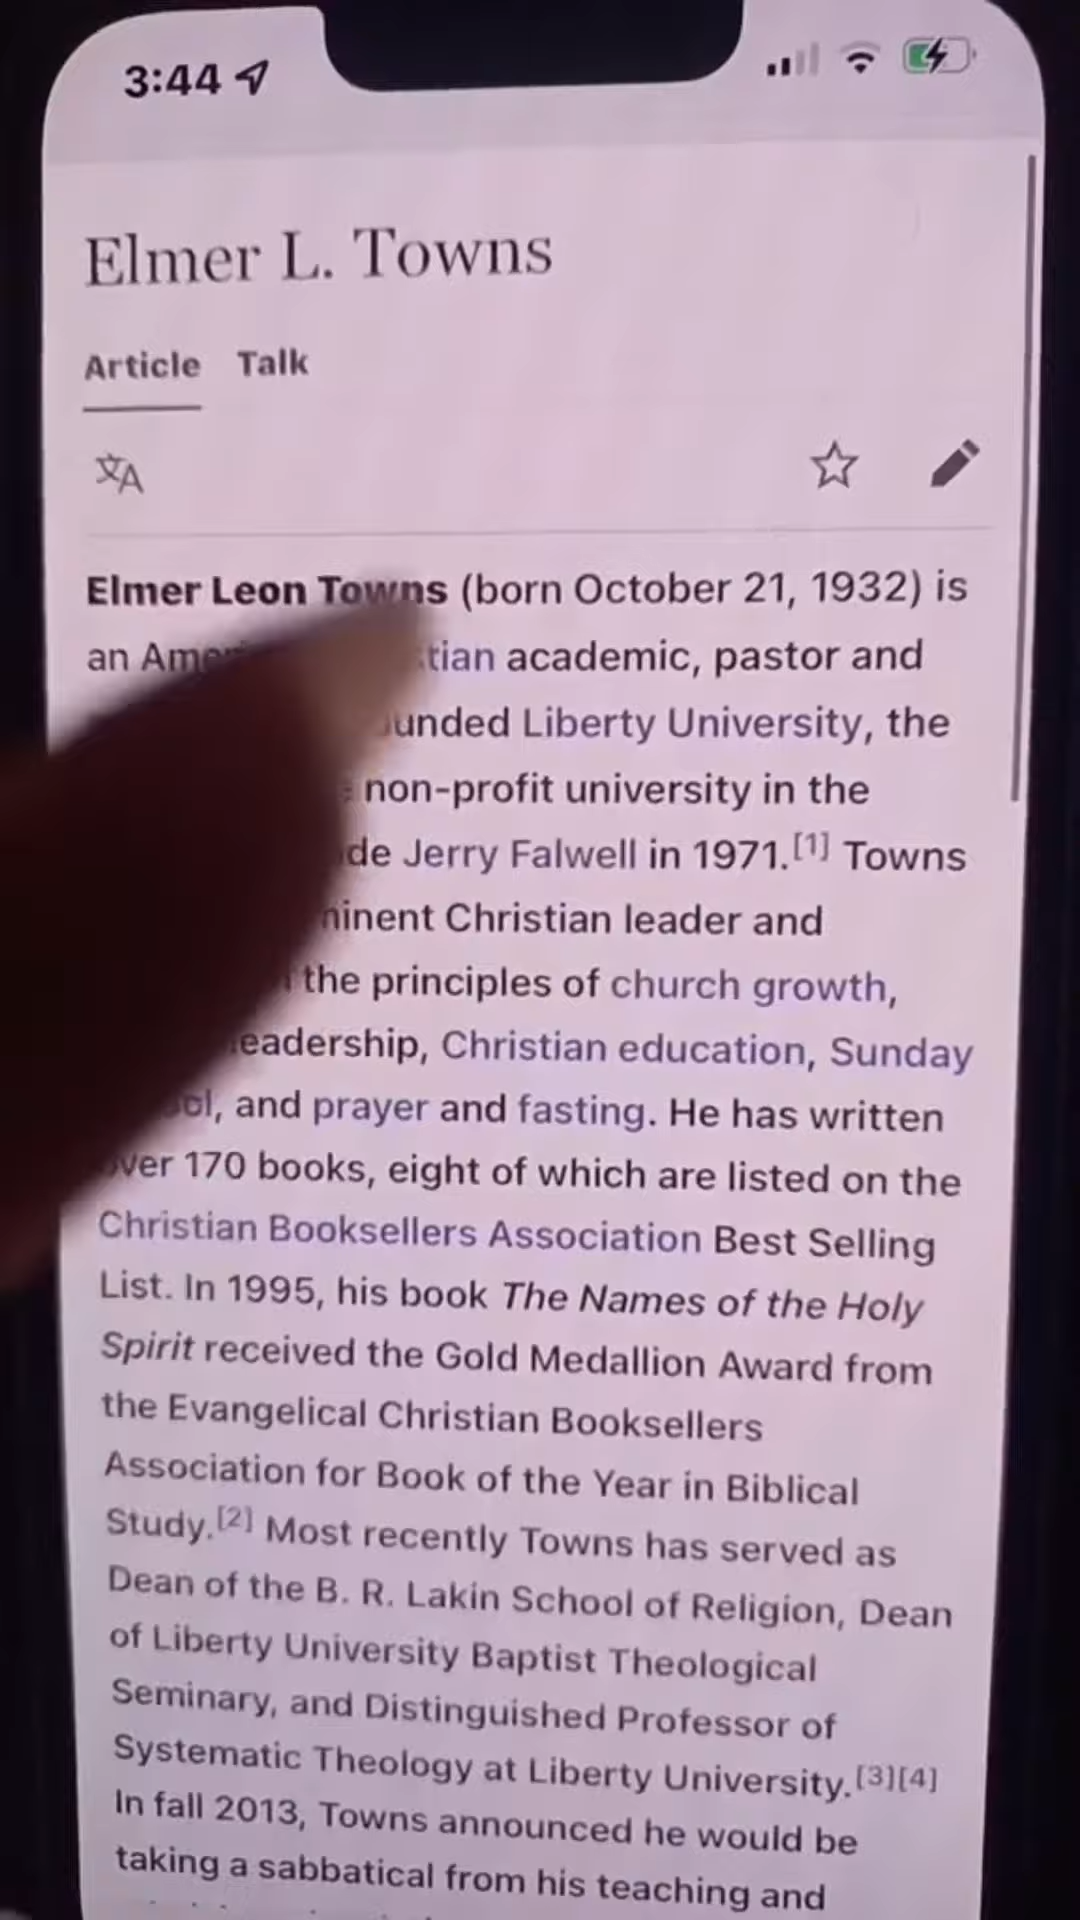 3:44
Elmer L. Towns
Article Talk
Elmer Leon Towns (born October 21, 1932) is
an academic, pastor and
Liberty University, the
non-profit university in the
Jerry Falwell in 1971.[1] Towns
Christian leader and
the principles of church growth,
leadership, Christian education, Sunday
and prayer and fasting. He has written
over 170 books, eight of which are listed on the
Christian Booksellers Association Best Selling
List. In 1995, his book The Names of the Holy
Spirit received the Gold Medallion Award from
the Evangelical Christian Booksellers
Association for Book of the Year in Biblical
Study.[2] Most recently Towns has served as
Dean of the B. R. Lakin School of Religion, Dean
of Liberty University Baptist Theological
Seminary, and Distinguished Professor of
Systematic Theology at Liberty University.[3][4]
In fall 2013, Towns announced he would be
taking a sabbatical from his teaching and